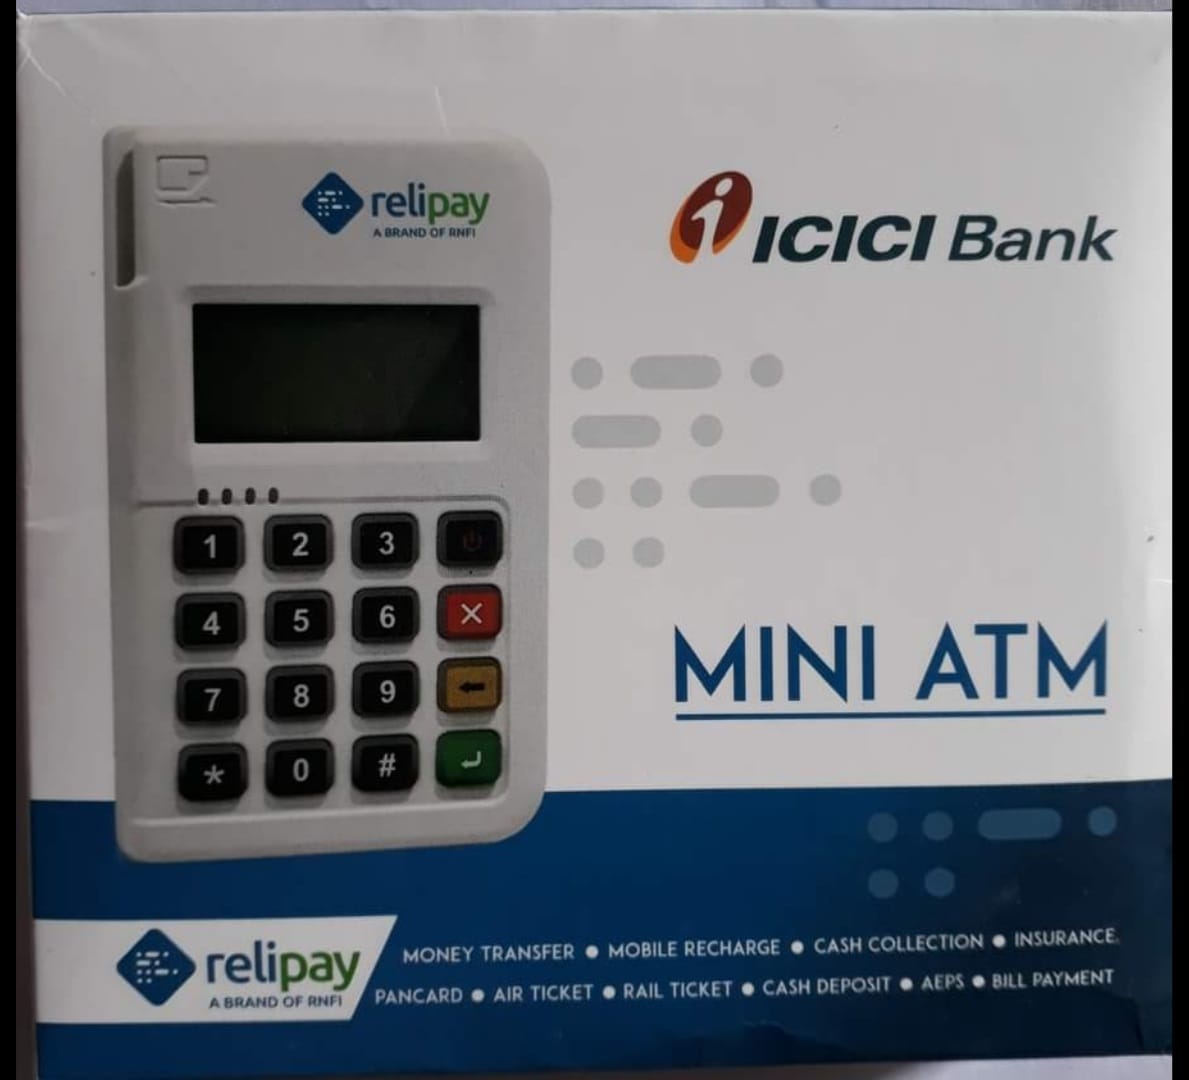 relipay
A BRAND OF RNFI
ICICI Bank
1 2 3
4 5 6
7 8 9
* 0 #
MINI ATM
relipay
A BRAND OF RNFI
MONEY TRANSFER ● MOBILE RECHARGE ● CASH COLLECTION ● INSURANCE
PANCARD ● AIR TICKET ● RAIL TICKET ● CASH DEPOSIT ● AEPS ● BILL PAYMENT